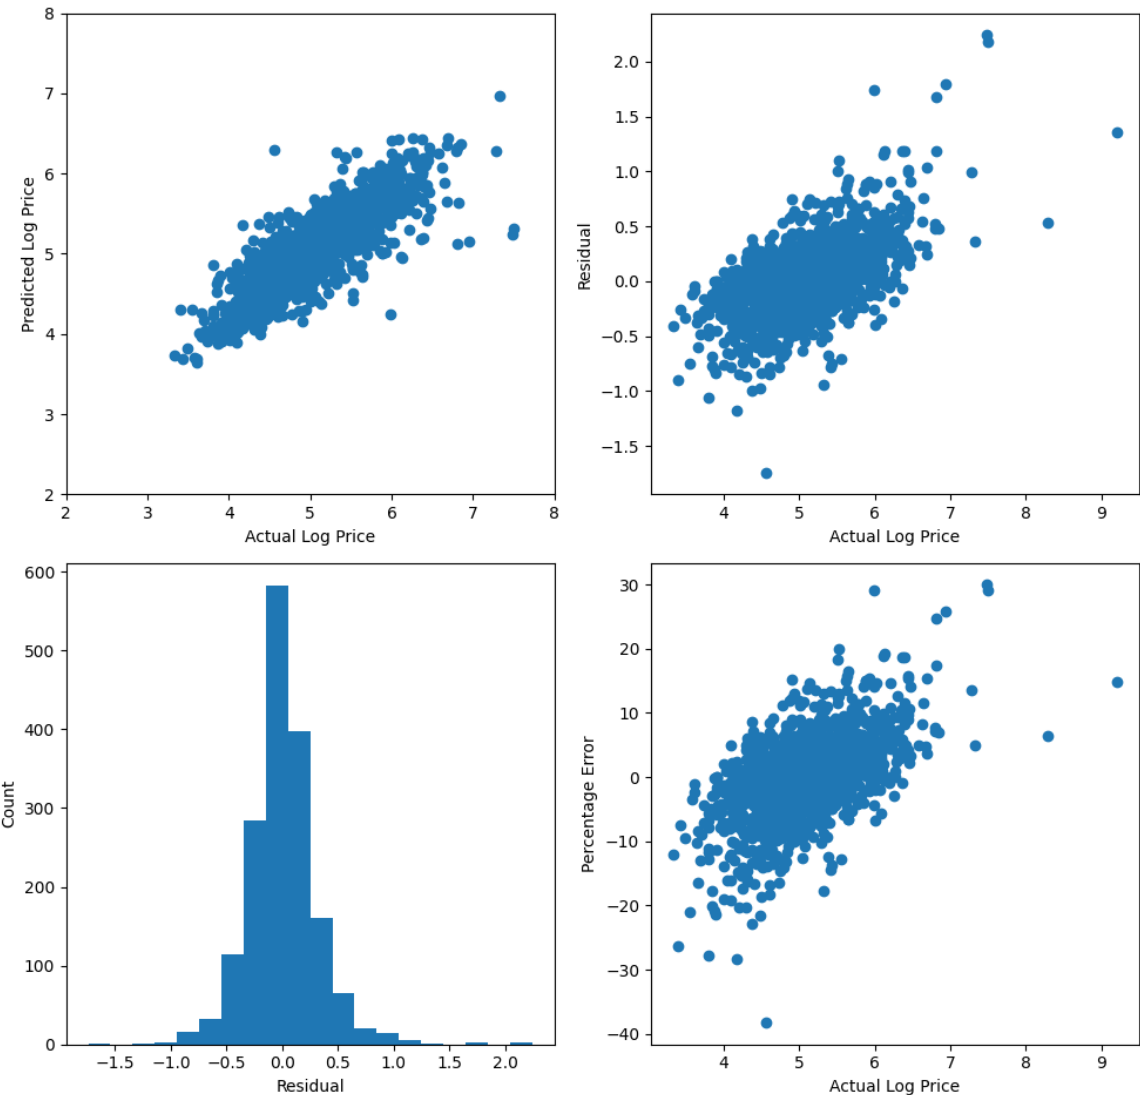 8
7
6
5
4
3
2
Predicted Log Price
2 3 4 5 6 7 8
Actual Log Price
2.0
1.5
1.0
0.5
0.0
−0.5
−1.0
−1.5
Residual
4 5 6 7 8 9
Actual Log Price
600
500
400
300
200
100
0
Count
−1.5 −1.0 −0.5 0.0 0.5 1.0 1.5 2.0
Residual
30
20
10
0
−10
−20
−30
−40
Percentage Error
4 5 6 7 8 9
Actual Log Price